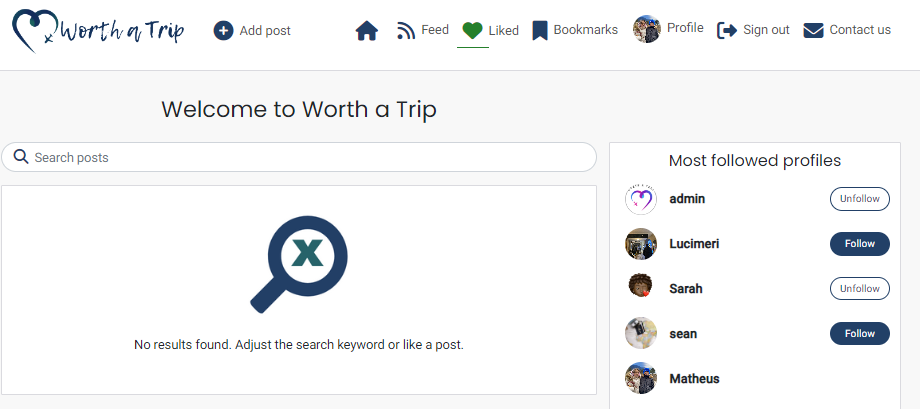 Worth a Trip
Add post
Feed
Liked
Bookmarks
Profile
Sign out
Contact us
Welcome to Worth a Trip
Search posts
No results found. Adjust the search keyword or like a post.
Most followed profiles
admin
Unfollow
Lucimeri
Follow
Sarah
Unfollow
sean
Follow
Matheus